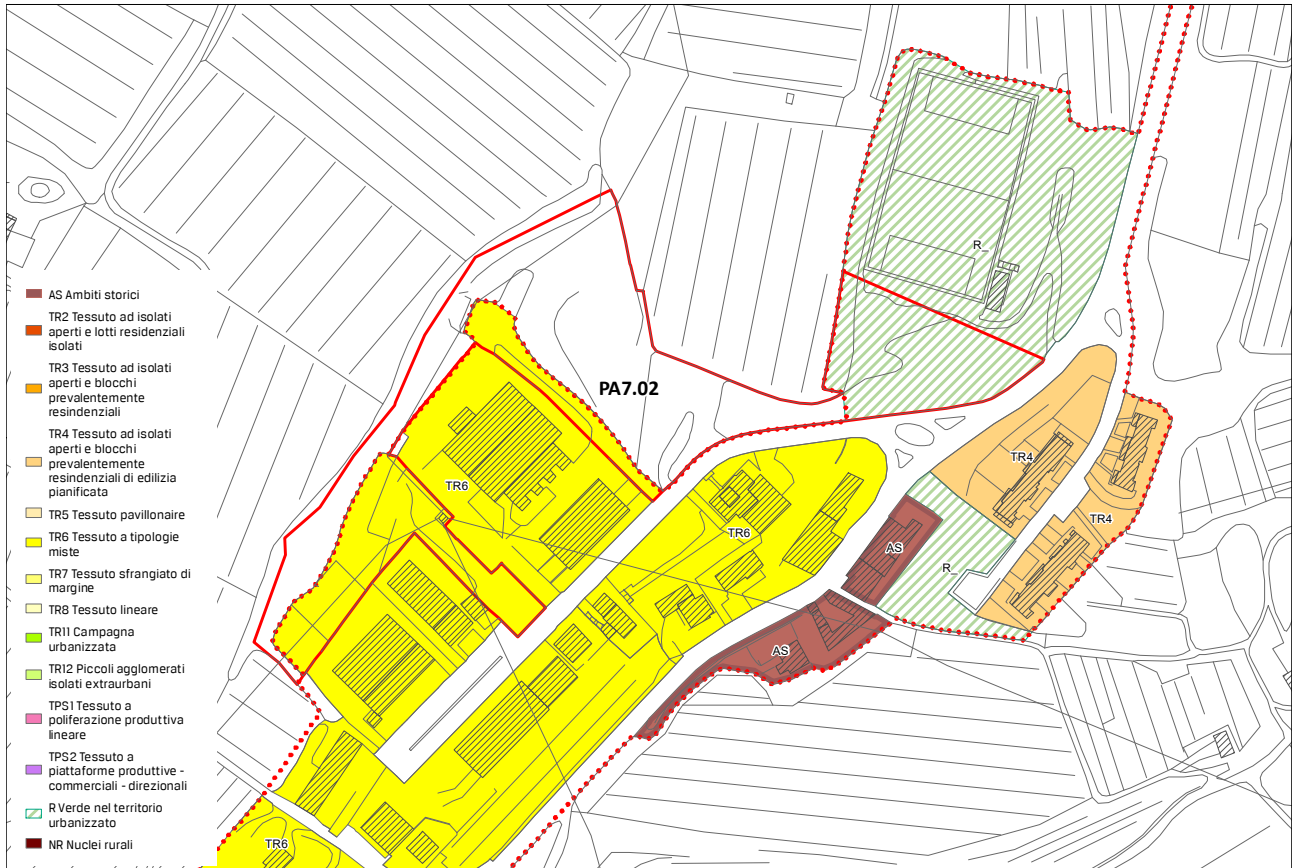 AS Ambiti storici
TR2 Tessuto ad isolati
aperti e lotti residenziali
isolati
TR3 Tessuto ad isolati
aperti e blocchi
prevalentemente
resindenziali
TR4 Tessuto ad isolati
aperti e blocchi
prevalentemente
residenziali di edilizia
pianificata
TR5 Tessuto pavillonaire
TR6 Tessuto a tipologie
miste
TR7 Tessuto sfrangiato di
margine
TR8 Tessuto lineare
TR11 Campagna
urbanizzata
TR12 Piccoli agglomerati
isolati extraurbani
TPS1 Tessuto a
poliferazione produttiva
lineare
TPS2 Tessuto a
piattaforme produttive -
commerciali - direzionali
R Verde nel territorio
urbanizzato
NR Nuclei rurali
R_
PA7.02
TR4
TR6
TR4
TR6
AS
R_
AS
TR6